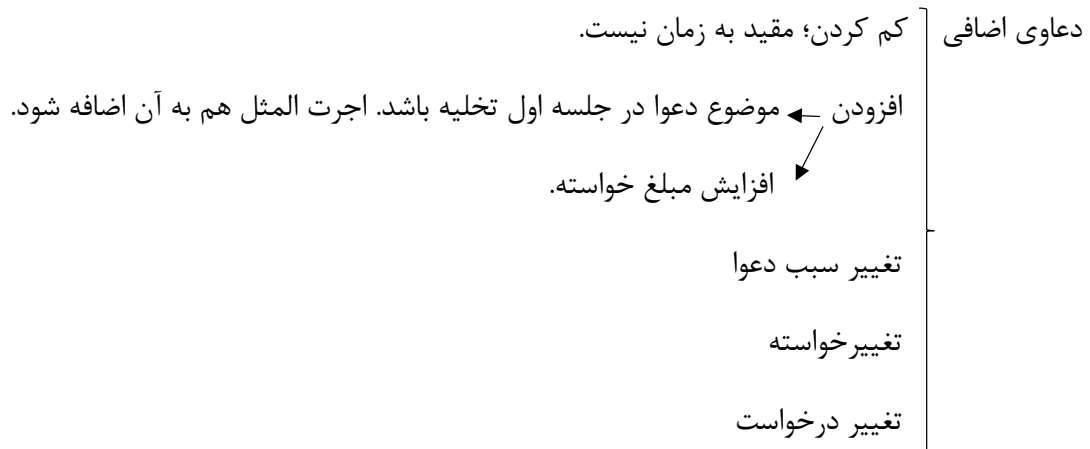 دعاوی اضافی کم کردن؛ مقید به زمان نیست.
افزودن موضوع دعوا در جلسه اول تخلیه باشد. اجرت المثل هم به آن اضافه شود.
افزایش مبلغ خواسته.
تغییر سبب دعوا
تغییرخواسته
تغییر درخواست